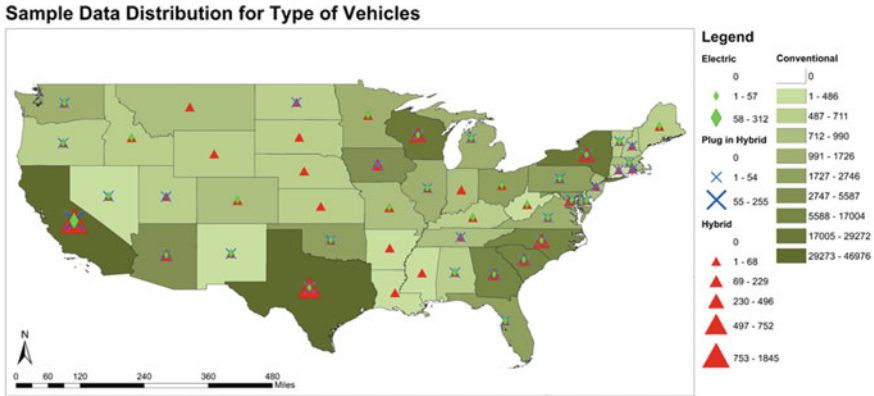 Sample Data Distribution for Type of Vehicles
Legend
Electric
0
1 - 57
58 - 312
Plug in Hybrid
0
1 - 54
55 - 255
Hybrid
0
1 - 68
69 - 229
230 - 496
497 - 752
753 - 1845
Conventional
0
1 - 486
487 - 711
712 - 990
991 - 1726
1727 - 2746
2747 - 5587
5588 - 17004
17005 - 29272
29273 - 46976
N
0 60 120 240 360 480
Miles